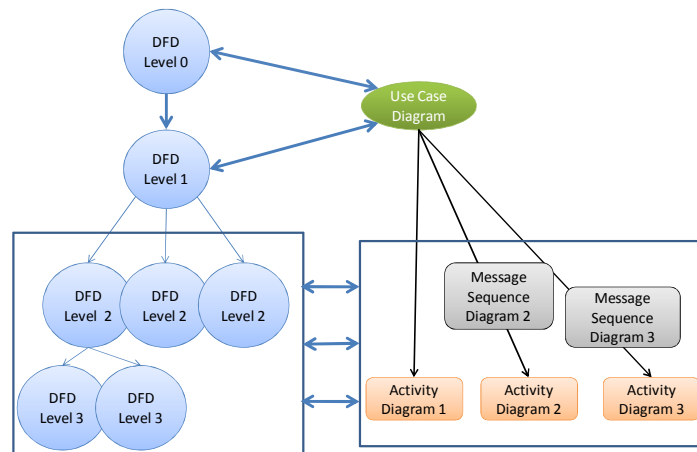 DFD
Level 0
Use Case
Diagram
DFD
Level 1
DFD
Level 2
DFD
Level 2
DFD
Level 2
Message
Sequence
Diagram 2
Message
Sequence
Diagram 3
DFD
Level 3
DFD
Level 3
Activity
Diagram 1
Activity
Diagram 2
Activity
Diagram 3